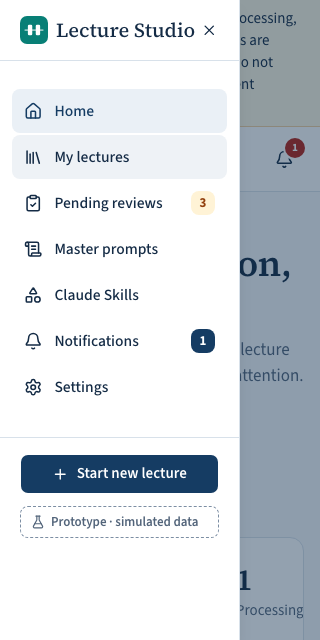 Lecture Studio
ocessing,
s are
o not
nt
Home
1
My lectures
Pending reviews 3
Master prompts
on,
Claude Skills
Notifications 1
lecture
attention.
Settings
Start new lecture
Prototype · simulated data
1
Processing